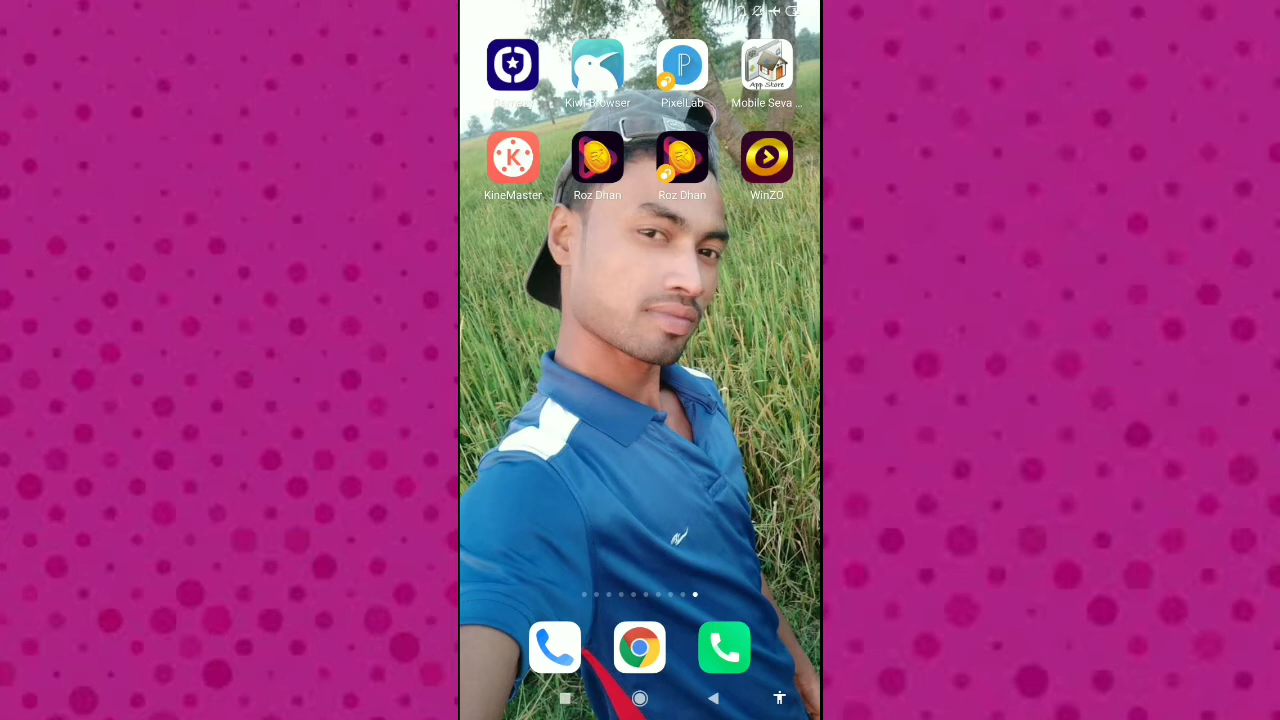 App Store
Kiwi Browser
PixelLab
Mobile Seva ...
K
KineMaster
Roz Dhan
Roz Dhan
WinZO